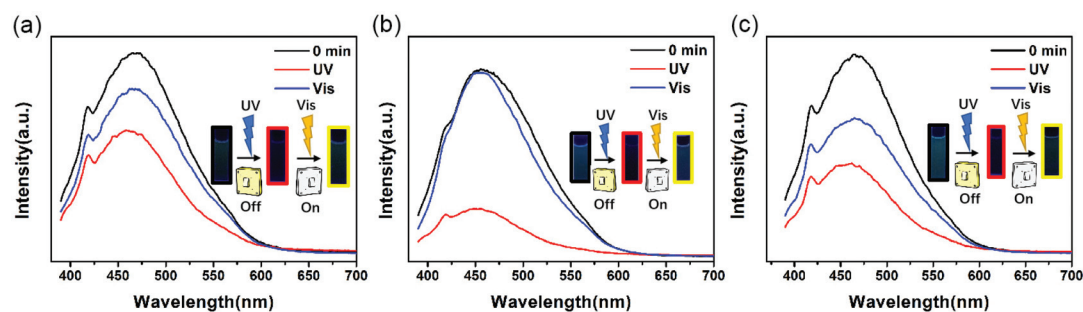 (a)
0 min
UV
Vis
UV
Vis
Off
On
Intensity(a.u.)
400 450 500 550 600 650 700
Wavelength(nm)
(b)
0 min
UV
Vis
UV
Vis
Off
On
Intensity(a.u.)
400 450 500 550 600 650 700
Wavelength(nm)
(c)
0 min
UV
Vis
UV
Vis
Off
On
Intensity(a.u.)
400 450 500 550 600 650 700
Wavelength(nm)